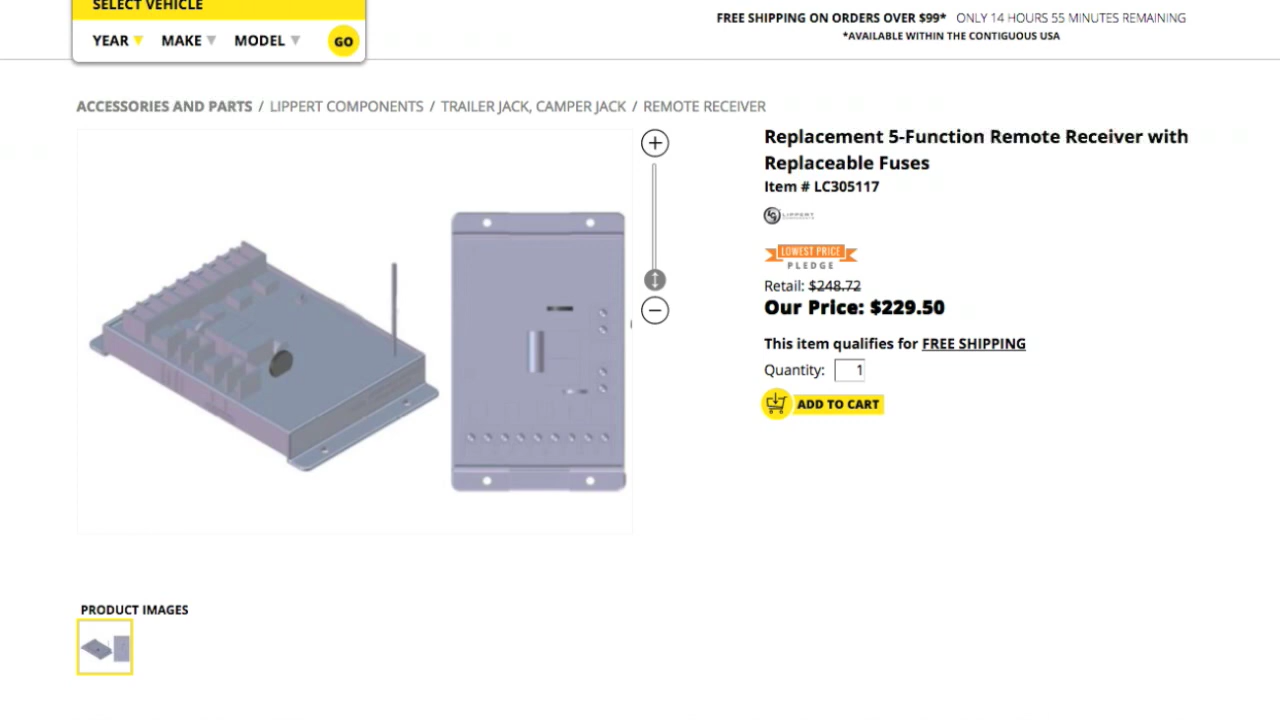 SELECT VEHICLE
YEAR MAKE MODEL GO
FREE SHIPPING ON ORDERS OVER $99* ONLY 14 HOURS 55 MINUTES REMAINING
*AVAILABLE WITHIN THE CONTIGUOUS USA
ACCESSORIES AND PARTS / LIPPERT COMPONENTS / TRAILER JACK, CAMPER JACK / REMOTE RECEIVER
Replacement 5-Function Remote Receiver with
Replaceable Fuses
Item # LC305117
LIPPERT
LOWEST PRICE
PLEDGE
Retail: $248.72
Our Price: $229.50
This item qualifies for FREE SHIPPING
Quantity: 1
ADD TO CART
PRODUCT IMAGES